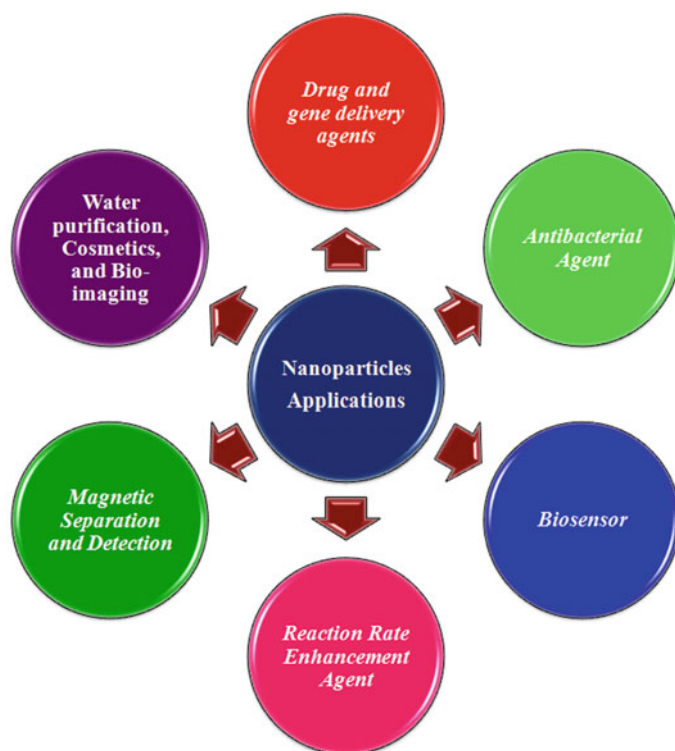 Drug and
gene delivery
agents
Water
purification,
Cosmetics,
and Bio-
imaging
Antibacterial
Agent
Nanoparticles
Applications
Magnetic
Separation
and Detection
Biosensor
Reaction Rate
Enhancement
Agent